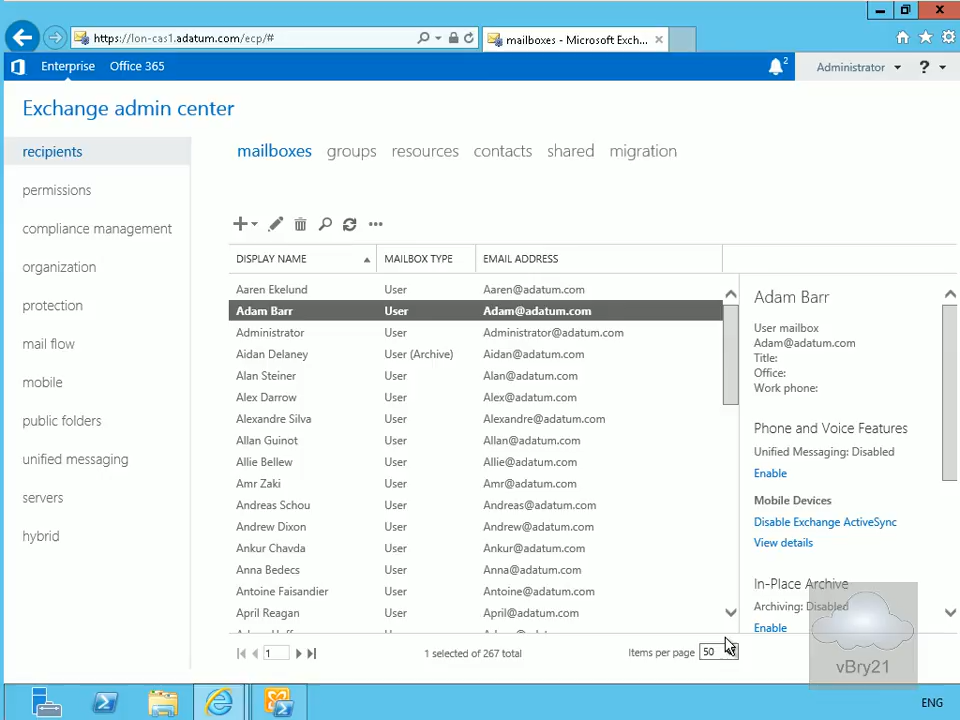 https://lon-cas1.adatum.com/ecp/#
mailboxes - Microsoft Exch...
Enterprise Office 365
2
Administrator ?
Exchange admin center
recipients
permissions
compliance management
organization
protection
mail flow
mobile
public folders
unified messaging
servers
hybrid
mailboxes groups resources contacts shared migration
DISPLAY NAME MAILBOX TYPE EMAIL ADDRESS
Aaren Ekelund User Aaren@adatum.com
Adam Barr User Adam@adatum.com
Administrator User Administrator@adatum.com
Aidan Delaney User (Archive) Aidan@adatum.com
Alan Steiner User Alan@adatum.com
Alex Darrow User Alex@adatum.com
Alexandre Silva User Alexandre@adatum.com
Allan Guinot User Allan@adatum.com
Allie Bellew User Allie@adatum.com
Amr Zaki User Amr@adatum.com
Andreas Schou User Andreas@adatum.com
Andrew Dixon User Andrew@adatum.com
Ankur Chavda User Ankur@adatum.com
Anna Bedecs User Anna@adatum.com
Antoine Faisandier User Antoine@adatum.com
April Reagan User April@adatum.com
1 1 selected of 267 total Items per page 50
Adam Barr
User mailbox
Adam@adatum.com
Title:
Office:
Work phone:
Phone and Voice Features
Unified Messaging: Disabled
Enable
Mobile Devices
Disable Exchange ActiveSync
View details
In-Place Archive
Archiving: Disabled
Enable
vBry21
ENG